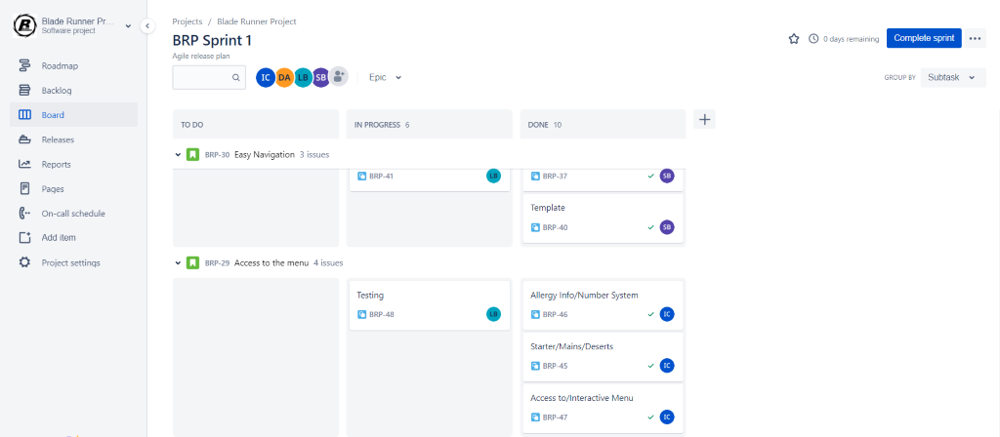 Blade Runner Pr...
Software project
Roadmap
Backlog
Board
Releases
Reports
Pages
On-call schedule
Add item
Project settings
Projects / Blade Runner Project
BRP Sprint 1
Agile release plan
0 days remaining
Complete sprint
IC DA LB SB
Epic
GROUP BY Subtask
TO DO
IN PROGRESS 6
DONE 10
BRP-30 Easy Navigation 3 issues
BRP-41 LB
BRP-37 SB
Template
BRP-40 SB
BRP-29 Access to the menu 4 issues
Testing
BRP-48 LB
Allergy Info/Number System
BRP-46 IC
Starter/Mains/Deserts
BRP-45 IC
Access to/Interactive Menu
BRP-47 IC